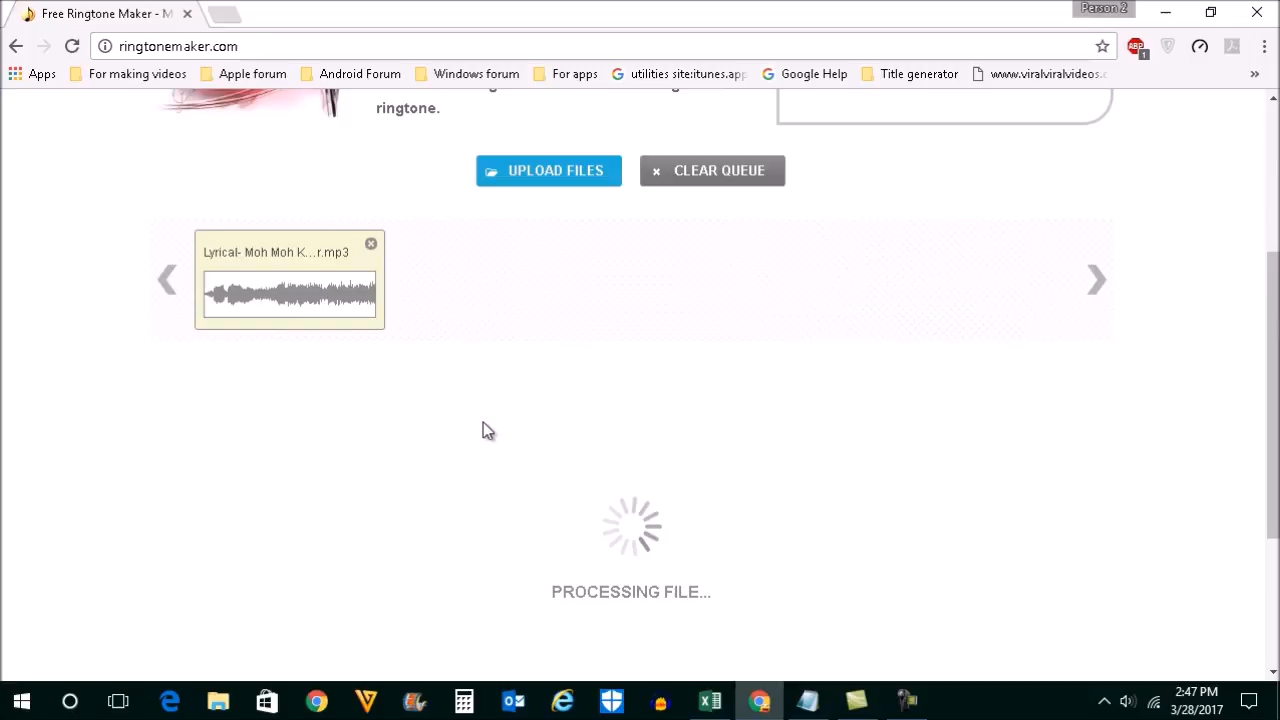 Free Ringtone Maker - M
Person 2
ringtonemaker.com
ABP
1
Apps
For making videos
Apple forum
Android Forum
Windows forum
For apps
utilities site:itunes.app
Google Help
Title generator
www.viralviralvideos.c
»
ringtone.
UPLOAD FILES
CLEAR QUEUE
Lyrical- Moh Moh K...r.mp3
PROCESSING FILE...
2:47 PM
3/28/2017